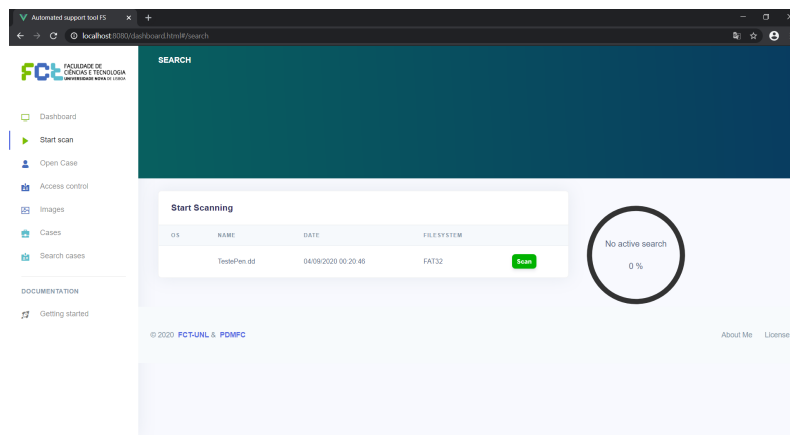 Automated support tool FS
localhost:8080/dashboard.html#/search
FCT FACULDADE DE
CIÊNCIAS E TECNOLOGIA
UNIVERSIDADE NOVA DE LISBOA
SEARCH
Dashboard
Start scan
Open Case
Access control
Images
Cases
Search cases
DOCUMENTATION
Getting started
Start Scanning
OS NAME DATE FILESYSTEM
TestePen.dd 04/09/2020 00:20:46 FAT32 Scan
No active search
0 %
© 2020 FCT-UNL & PDMFC
About Me License